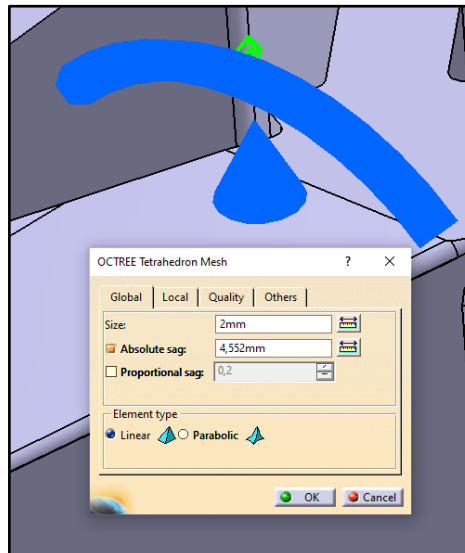 OCTREE Tetrahedron Mesh ? ×
Global Local Quality Others
Size: 2mm
Absolute sag: 4,552mm
Proportional sag: 0,2
Element type
Linear Parabolic
OK Cancel